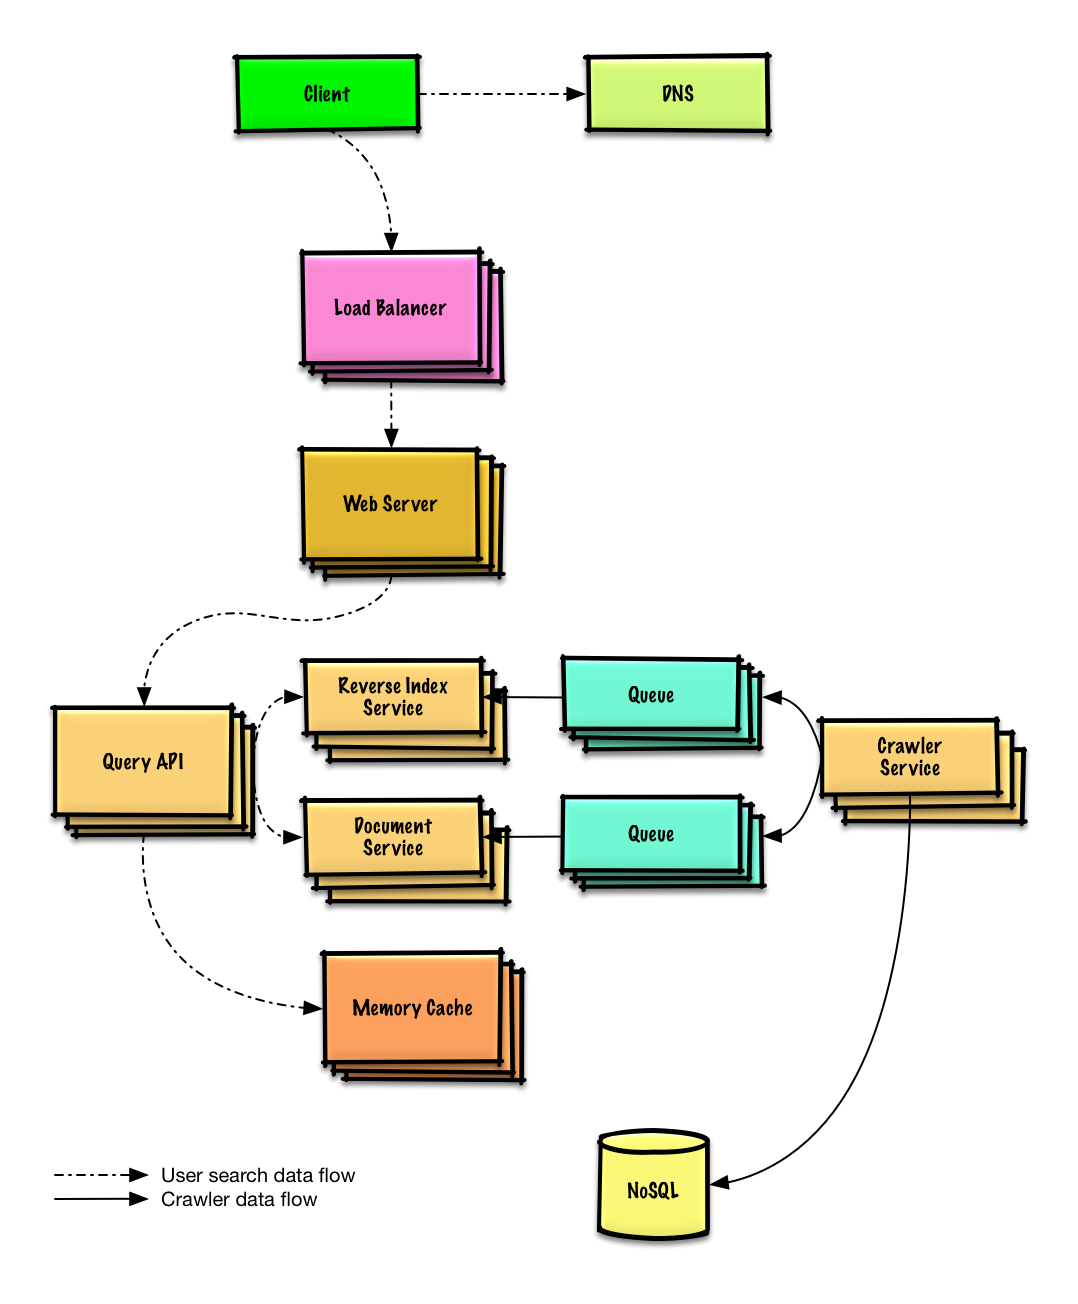 Client
DNS
Load Balancer
Web Server
Reverse Index
Service
Queue
Crawler
Service
Query API
Document
Service
Queue
Memory Cache
NoSQL
User search data flow
Crawler data flow